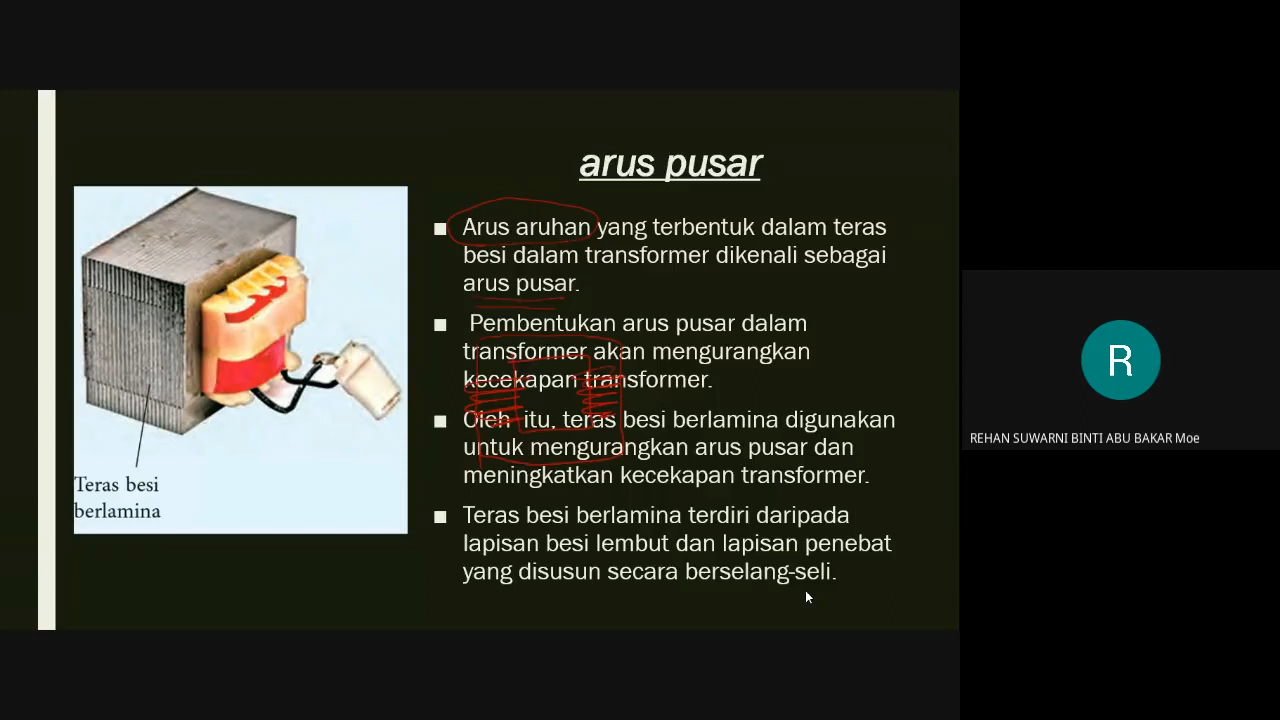 arus pusar
Arus aruhan yang terbentuk dalam teras
besi dalam transformer dikenali sebagai
arus pusar.
Pembentukan arus pusar dalam
transformer akan mengurangkan
kecekapan transformer.
Oleh itu, teras besi berlamina digunakan
untuk mengurangkan arus pusar dan
meningkatkan kecekapan transformer.
Teras besi berlamina terdiri daripada
lapisan besi lembut dan lapisan penebat
yang disusun secara berselang-seli.
Teras besi
berlamina
R
REHAN SUWARNI BINTI ABU BAKAR Moe